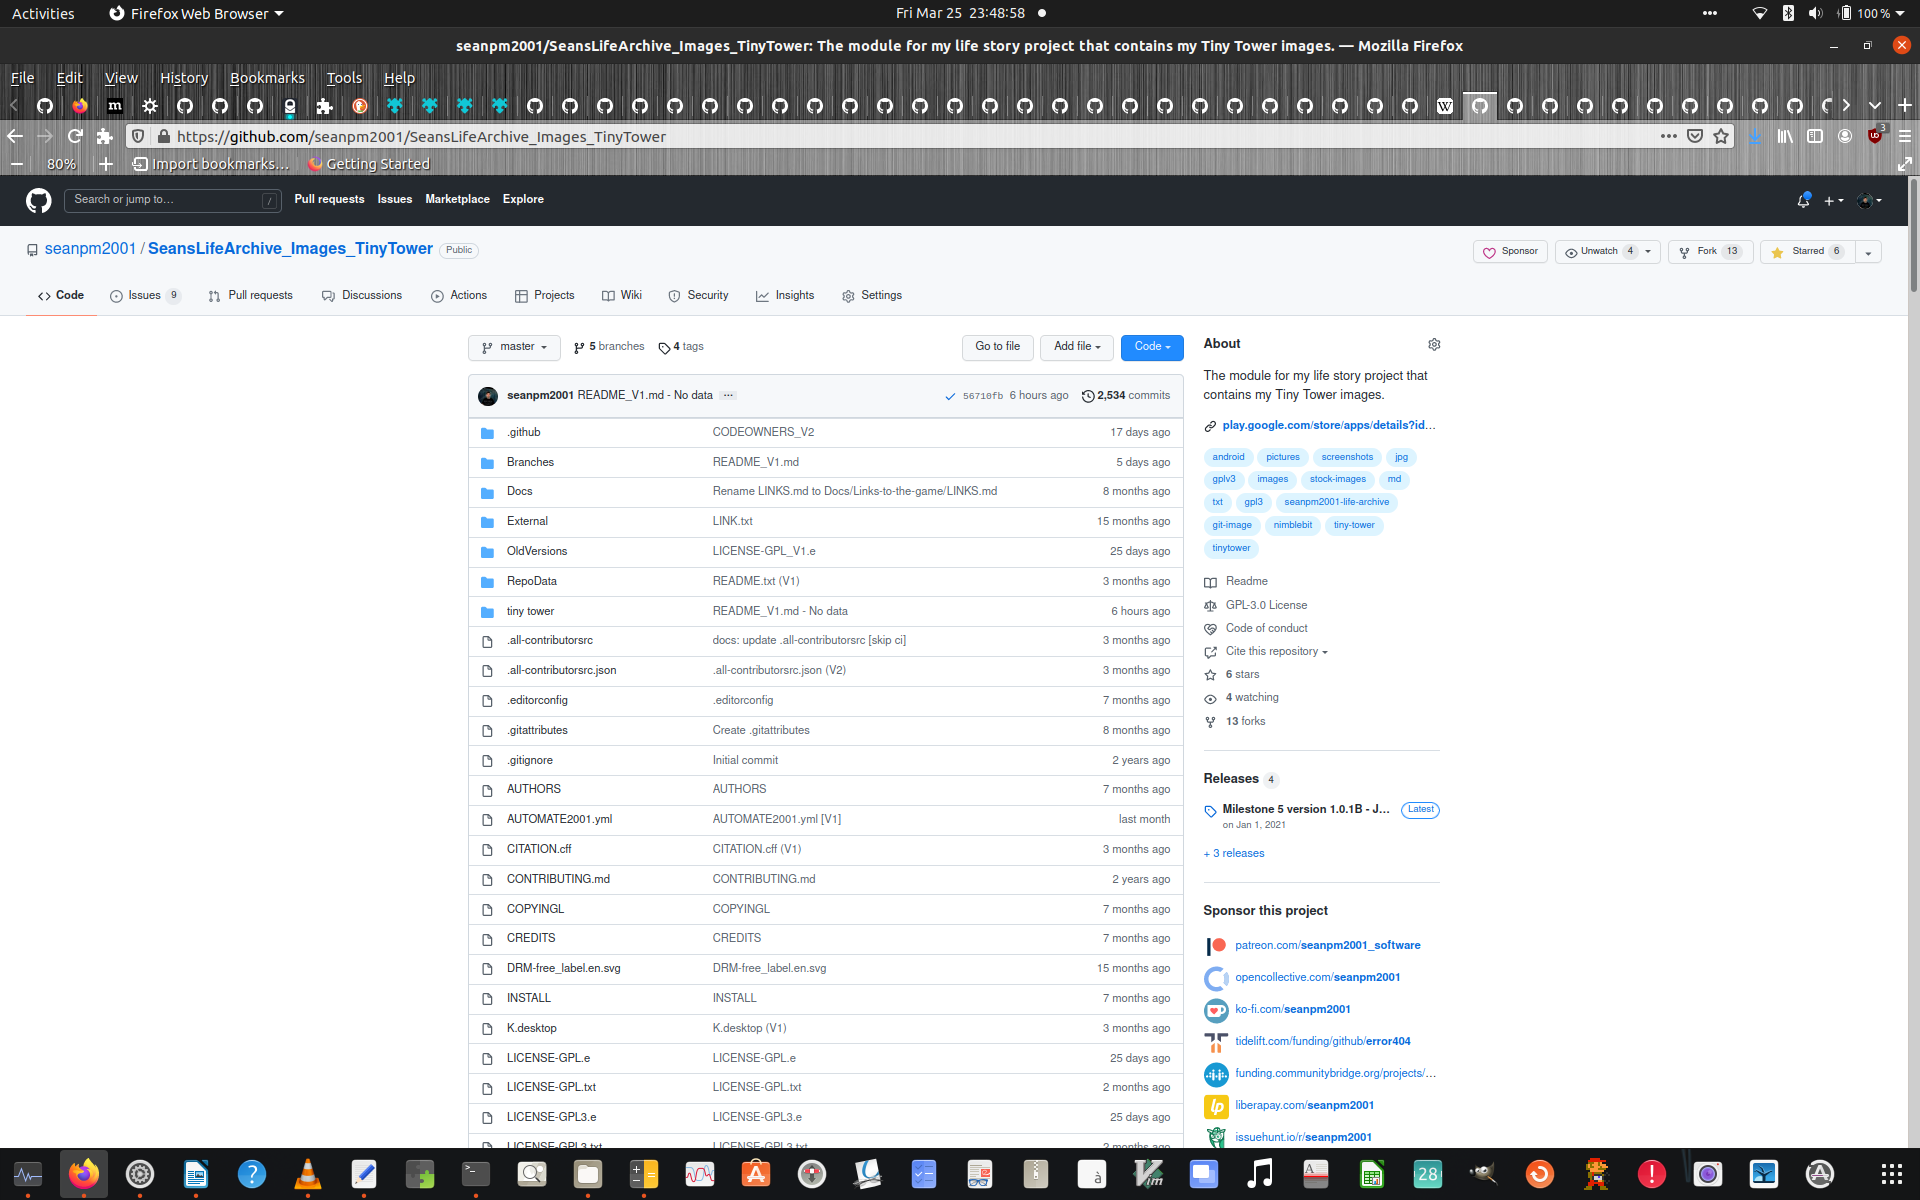 Activities Firefox Web Browser Fri Mar 25 23:48:58 100 %
seanpm2001/SeansLifeArchive_Images_TinyTower: The module for my life story project that contains my Tiny Tower images. — Mozilla Firefox
File Edit View History Bookmarks Tools Help
https://github.com/seanpm2001/SeansLifeArchive_Images_TinyTower 3
80% Import bookmarks… Getting Started
Search or jump to… / Pull requests Issues Marketplace Explore
seanpm2001 / SeansLifeArchive_Images_TinyTower Public
Sponsor Unwatch 4 Fork 13 Starred 6
Code Issues 9 Pull requests Discussions Actions Projects Wiki Security Insights Settings
master 5 branches 4 tags Go to file Add file Code
seanpm2001 README_V1.md - No data ... 56710fb 6 hours ago 2,534 commits
.github CODEOWNERS_V2 17 days ago
Branches README_V1.md 5 days ago
Docs Rename LINKS.md to Docs/Links-to-the-game/LINKS.md 8 months ago
External LINK.txt 15 months ago
OldVersions LICENSE-GPL_V1.e 25 days ago
RepoData README.txt (V1) 3 months ago
tiny tower README_V1.md - No data 6 hours ago
.all-contributorsrc docs: update .all-contributorsrc [skip ci] 3 months ago
.all-contributorsrc.json .all-contributorsrc.json (V2) 3 months ago
.editorconfig .editorconfig 7 months ago
.gitattributes Create .gitattributes 8 months ago
.gitignore Initial commit 2 years ago
AUTHORS AUTHORS 7 months ago
AUTOMATE2001.yml AUTOMATE2001.yml [V1] last month
CITATION.cff CITATION.cff (V1) 3 months ago
CONTRIBUTING.md CONTRIBUTING.md 2 years ago
COPYINGL COPYINGL 7 months ago
CREDITS CREDITS 7 months ago
DRM-free_label.en.svg DRM-free_label.en.svg 15 months ago
INSTALL INSTALL 7 months ago
K.desktop K.desktop (V1) 3 months ago
LICENSE-GPL.e LICENSE-GPL.e 25 days ago
LICENSE-GPL.txt LICENSE-GPL.txt 2 months ago
LICENSE-GPL3.e LICENSE-GPL3.e 25 days ago
LICENSE-GPL3.txt LICENSE-GPL3.txt 2 months ago
About
The module for my life story project that
contains my Tiny Tower images.
play.google.com/store/apps/details?id…
android pictures screenshots jpg
gplv3 images stock-images md
txt gpl3 seanpm2001-life-archive
git-image nimblebit tiny-tower
tinytower
Readme
GPL-3.0 License
Code of conduct
Cite this repository
6 stars
4 watching
13 forks
Releases 4
Milestone 5 version 1.0.1B - J… Latest
on Jan 1, 2021
+ 3 releases
Sponsor this project
patreon.com/seanpm2001_software
opencollective.com/seanpm2001
ko-fi.com/seanpm2001
tidelift.com/funding/github/error404
funding.communitybridge.org/projects/…
liberapay.com/seanpm2001
issuehunt.io/r/seanpm2001
28